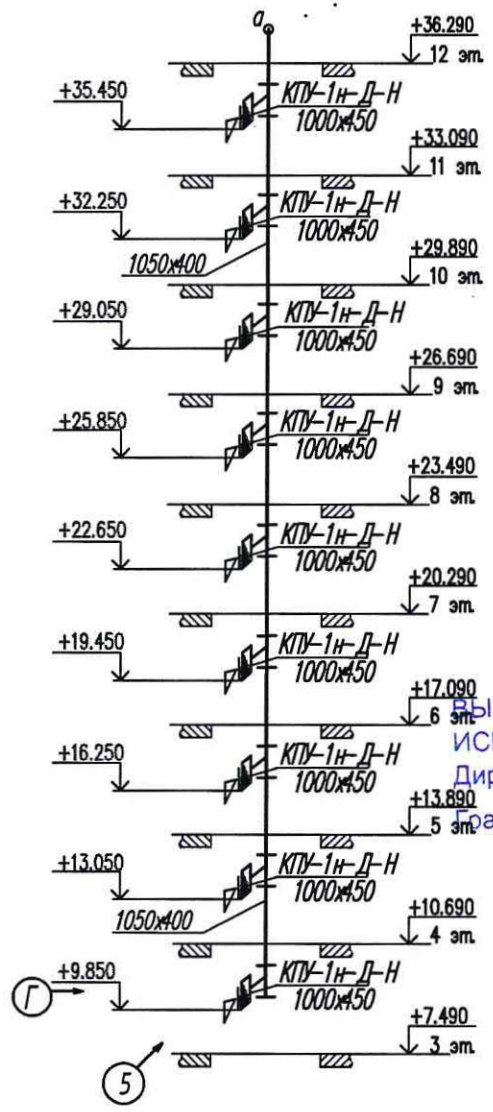 а
+36.290
12 эт.
+35.450
КПУ-1н-Д-Н
1000х450
+33.090
11 эт.
+32.250
КПУ-1н-Д-Н
1000х450
1050х400
+29.890
10 эт.
+29.050
КПУ-1н-Д-Н
1000х450
+26.690
9 эт.
+25.850
КПУ-1н-Д-Н
1000х450
+23.490
8 эт.
+22.650
КПУ-1н-Д-Н
1000х450
+20.290
7 эт.
+19.450
КПУ-1н-Д-Н
1000х450
+17.090
6 эт.
+16.250
КПУ-1н-Д-Н
1000х450
+13.890
5 эт.
+13.050
КПУ-1н-Д-Н
1000х450
1050х400
+10.690
4 эт.
+9.850
КПУ-1н-Д-Н
1000х450
Г
+7.490
3 эт.
5